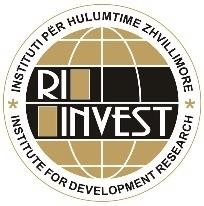 INSTITUTI PËR HULUMTIME ZHVILLIMORE
RI
INVEST
* INSTITUTE FOR DEVELOPMENT RESEARCH *